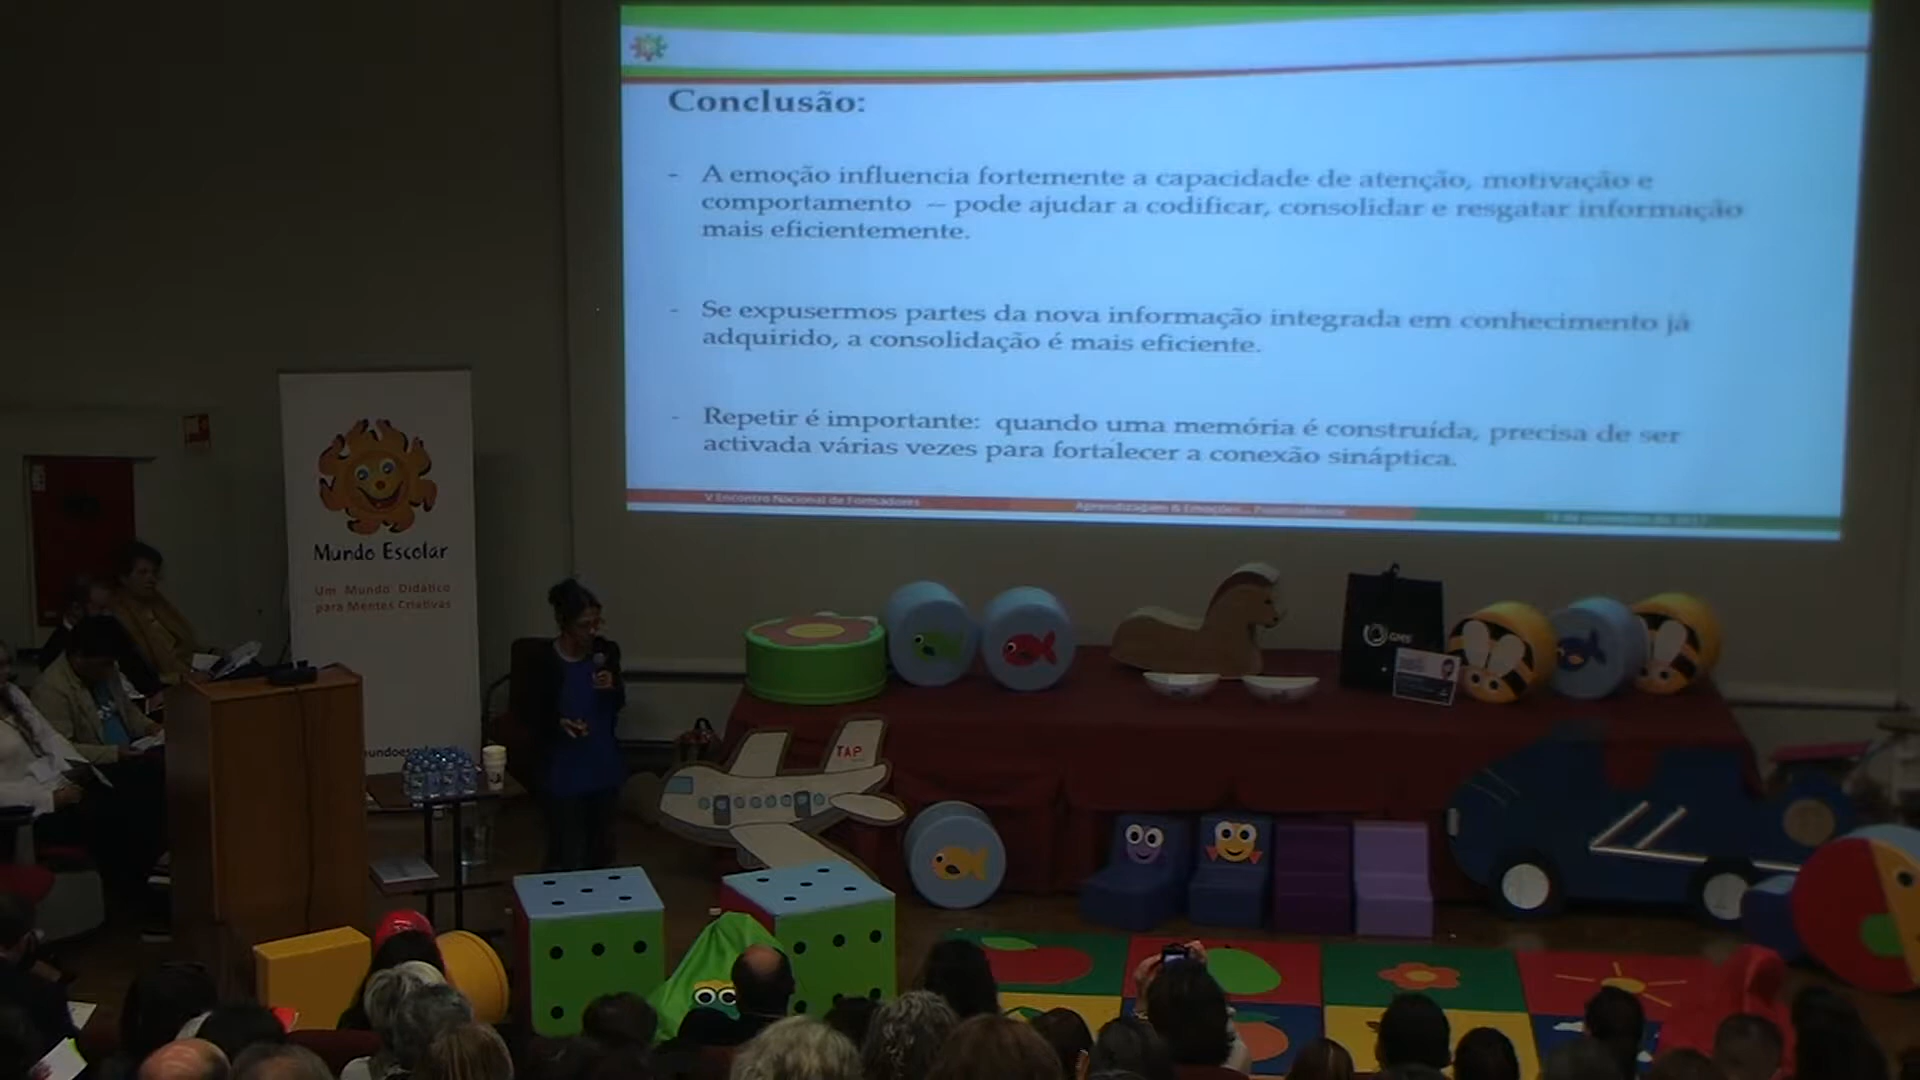 Conclusão:
- A emoção influencia fortemente a capacidade de atenção, motivação e
comportamento – pode ajudar a codificar, consolidar e resgatar informação
mais eficientemente.
- Se expusermos partes da nova informação integrada em conhecimento já
adquirido, a consolidação é mais eficiente.
- Repetir é importante: quando uma memória é construída, precisa de ser
activada várias vezes para fortalecer a conexão sináptica.
V Encontro Nacional de Formadores
Aprendizagem & Emoções...
Mundo Escolar
Um Mundo Didático
para Mentes Criativas
TAP